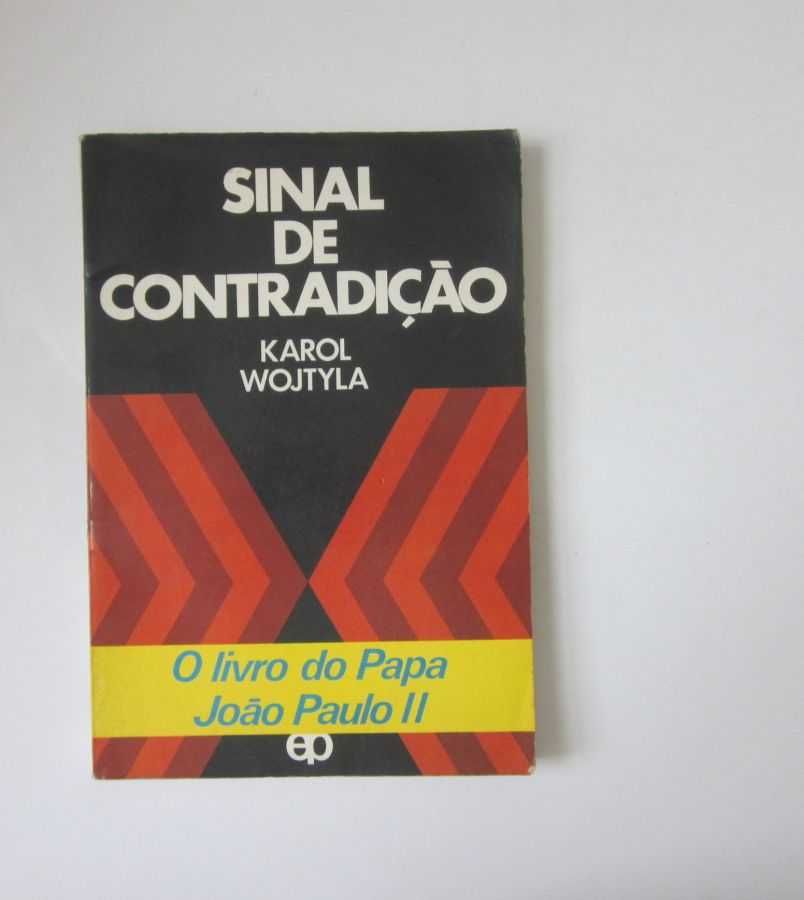 SINAL
DE
CONTRADIÇÃO
KAROL
WOJTYLA
O livro do Papa
João Paulo II
ep